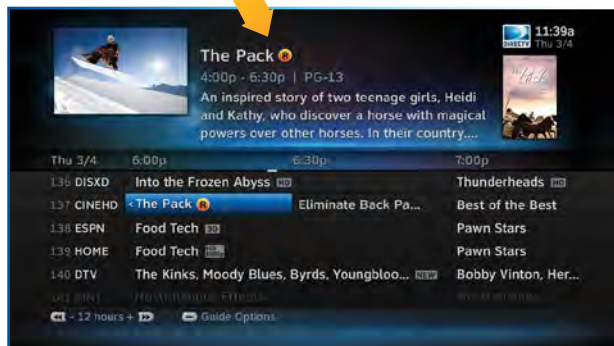 The Pack R
11:39a
DIRECTV Thu 3/4
4:00p - 6:30p | PG-13
An inspired story of two teenage girls, Heidi
and Kathy, who discover a horse with magical
powers over other horses. In their country....
Thu 3/4 6:00p 6:30p 7:00p
136 DISXD Into the Frozen Abyss HD Thunderheads HD
137 CINEHD The Pack R Eliminate Back Pa... Best of the Best
138 ESPN Food Tech 3D Pawn Stars
139 HOME Food Tech HD Pawn Stars
140 DTV The Kinks, Moody Blues, Byrds, Youngbloo... NEW Bobby Vinton, Her...
- 12 hours + Guide Options